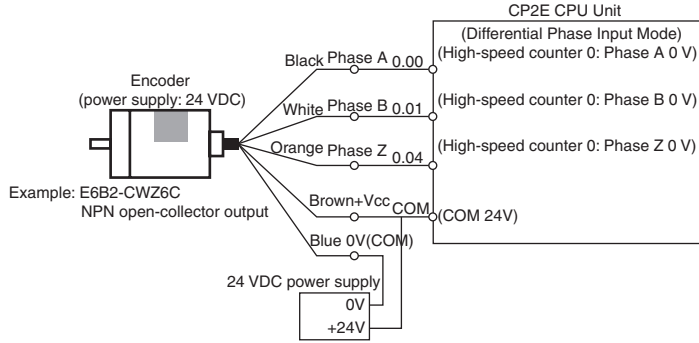 CP2E CPU Unit
(Differential Phase Input Mode)
Black Phase A 0.00 (High-speed counter 0: Phase A 0 V)
Encoder
(power supply: 24 VDC)
White Phase B 0.01 (High-speed counter 0: Phase B 0 V)
Orange Phase Z 0.04 (High-speed counter 0: Phase Z 0 V)
Example: E6B2-CWZ6C
NPN open-collector output
Brown+Vcc COM (COM 24V)
Blue 0V(COM)
24 VDC power supply
0V
+24V